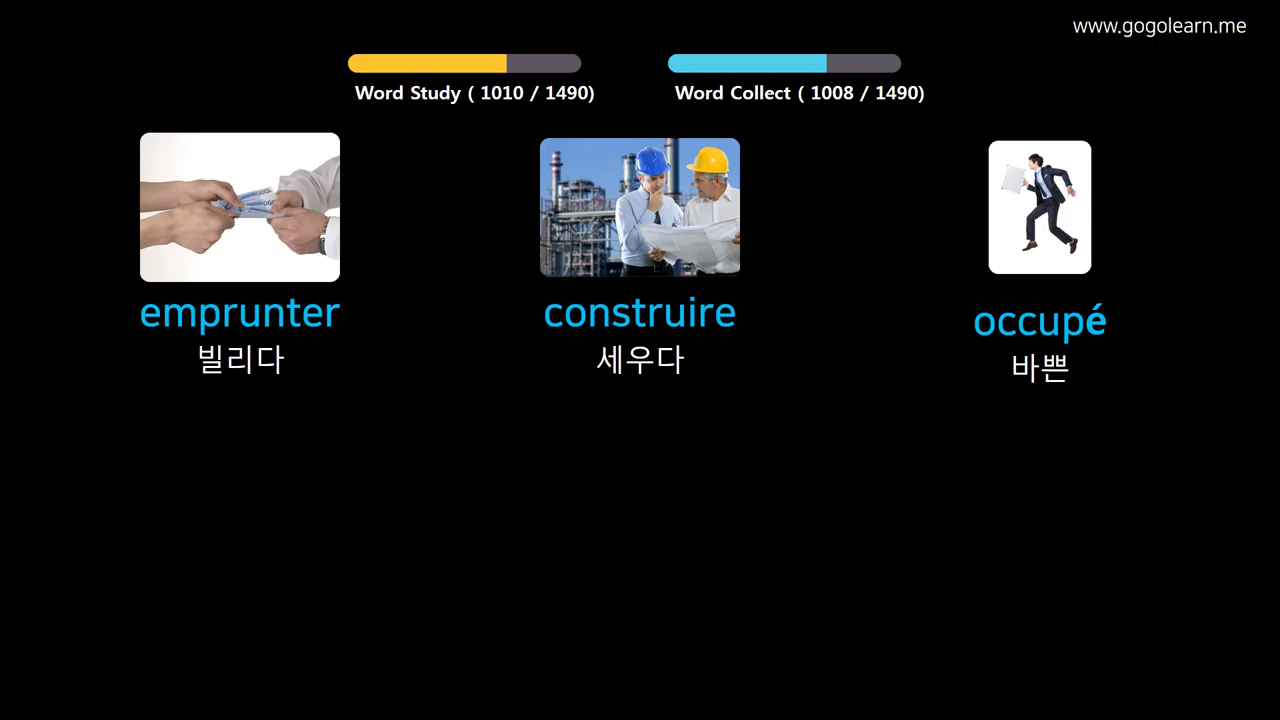 www.gogolearn.me
Word Study ( 1010 / 1490)
Word Collect ( 1008 / 1490)
emprunter
빌리다
construire
세우다
occupé
바쁜